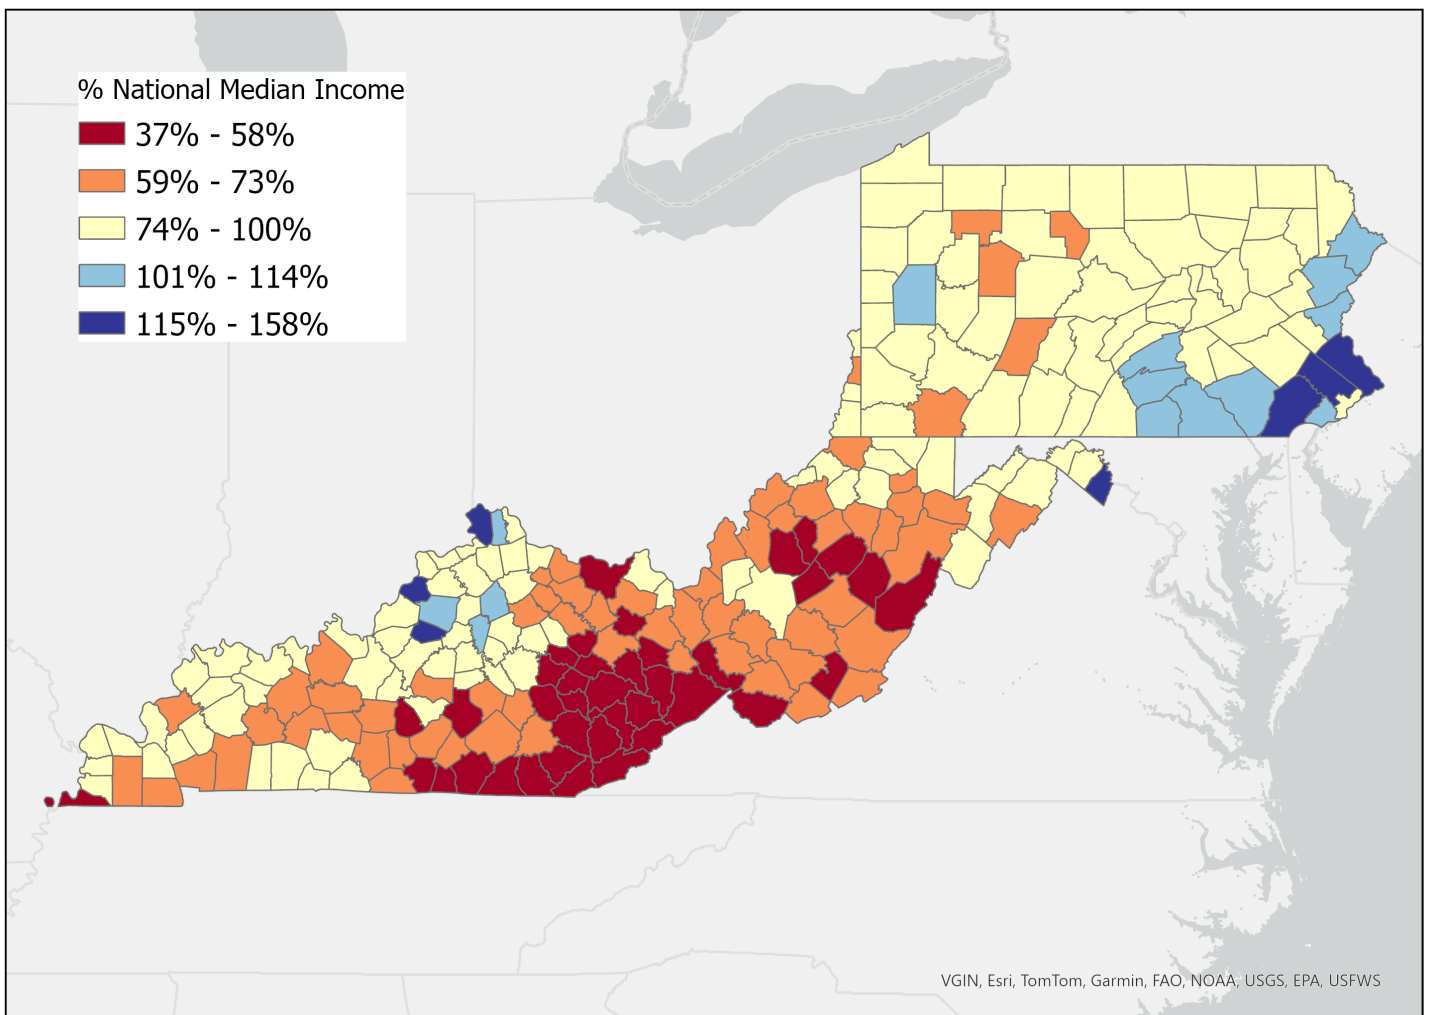 % National Median Income
37% - 58%
59% - 73%
74% - 100%
101% - 114%
115% - 158%
VGIN, Esri, TomTom, Garmin, FAO, NOAA, USGS, EPA, USFWS